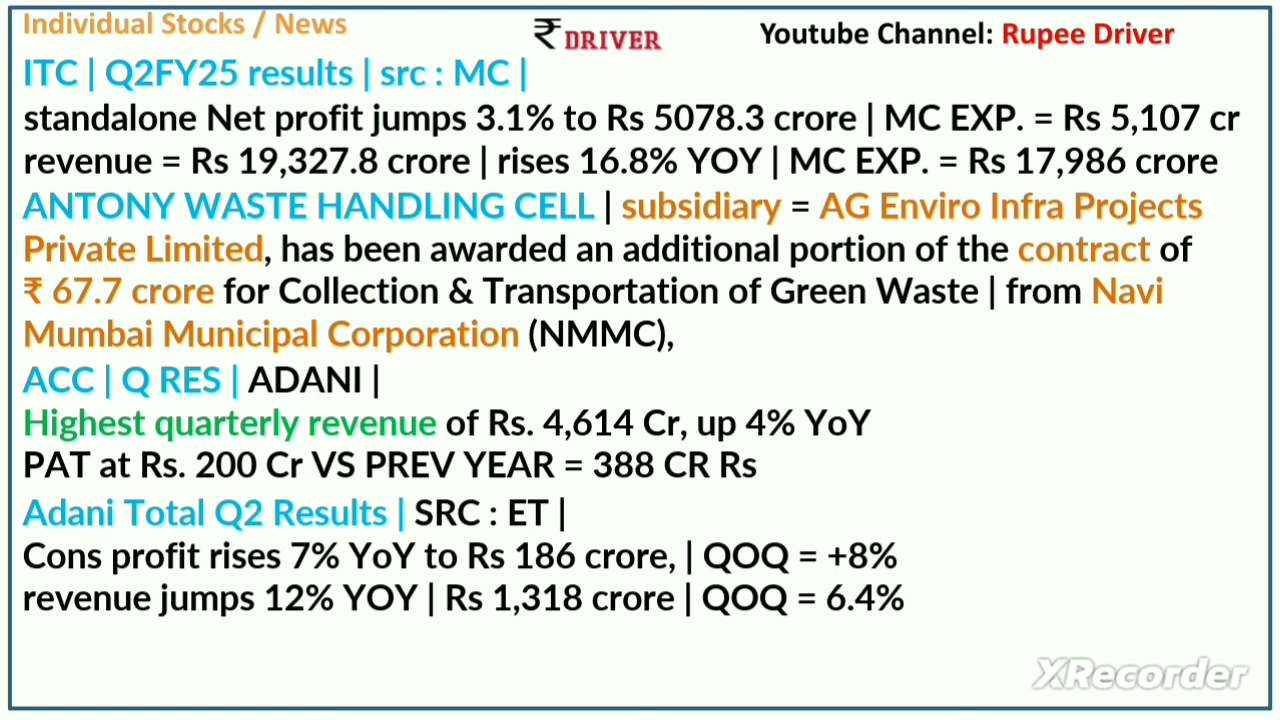 Individual Stocks / News
₹ DRIVER
Youtube Channel: Rupee Driver
ITC | Q2FY25 results | src : MC |
standalone Net profit jumps 3.1% to Rs 5078.3 crore | MC EXP. = Rs 5,107 cr
revenue = Rs 19,327.8 crore | rises 16.8% YOY | MC EXP. = Rs 17,986 crore
ANTONY WASTE HANDLING CELL | subsidiary = AG Enviro Infra Projects
Private Limited, has been awarded an additional portion of the contract of
₹ 67.7 crore for Collection & Transportation of Green Waste | from Navi
Mumbai Municipal Corporation (NMMC),
ACC | Q RES | ADANI |
Highest quarterly revenue of Rs. 4,614 Cr, up 4% YoY
PAT at Rs. 200 Cr VS PREV YEAR = 388 CR Rs
Adani Total Q2 Results | SRC : ET |
Cons profit rises 7% YoY to Rs 186 crore, | QOQ = +8%
revenue jumps 12% YOY | Rs 1,318 crore | QOQ = 6.4%
XRecorder